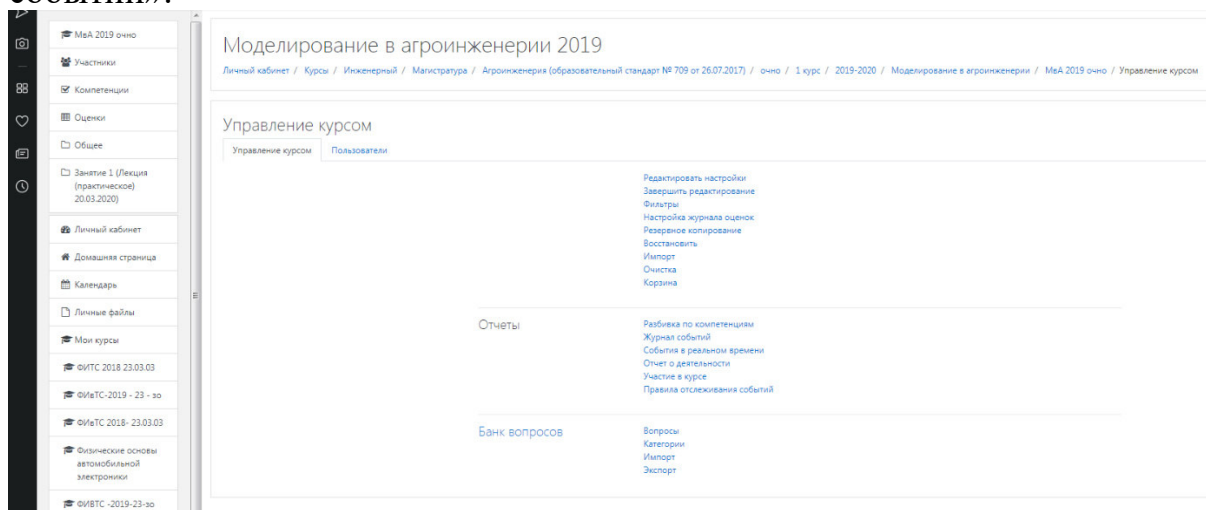 событий».
МвА 2019 очно
Участники
Компетенции
Оценки
Общее
Занятие 1 (Лекция
(практическое)
20.03.2020)
Личный кабинет
Домашняя страница
Календарь
Личные файлы
Мои курсы
ФИТС 2018 23.03.03
ФИвТС-2019 - 23 - зо
ФИвТС 2018- 23.03.03
Физические основы
автомобильной
электроники
ФИВТС -2019-23-зо
Моделирование в агроинженерии 2019
Личный кабинет / Курсы / Инженерный / Магистратура / Агроинженерия (образовательный стандарт № 709 от 26.07.2017) / очно / 1 курс / 2019-2020 / Моделирование в агроинженерии / МвА 2019 очно / Управление курсом
Управление курсом
Управление курсом Пользователи
Редактировать настройки
Завершить редактирование
Фильтры
Настройка журнала оценок
Резервное копирование
Восстановить
Импорт
Очистка
Корзина
Отчеты
Разбивка по компетенциям
Журнал событий
События в реальном времени
Отчет о деятельности
Участие в курсе
Правила отслеживания событий
Банк вопросов
Вопросы
Категории
Импорт
Экспорт